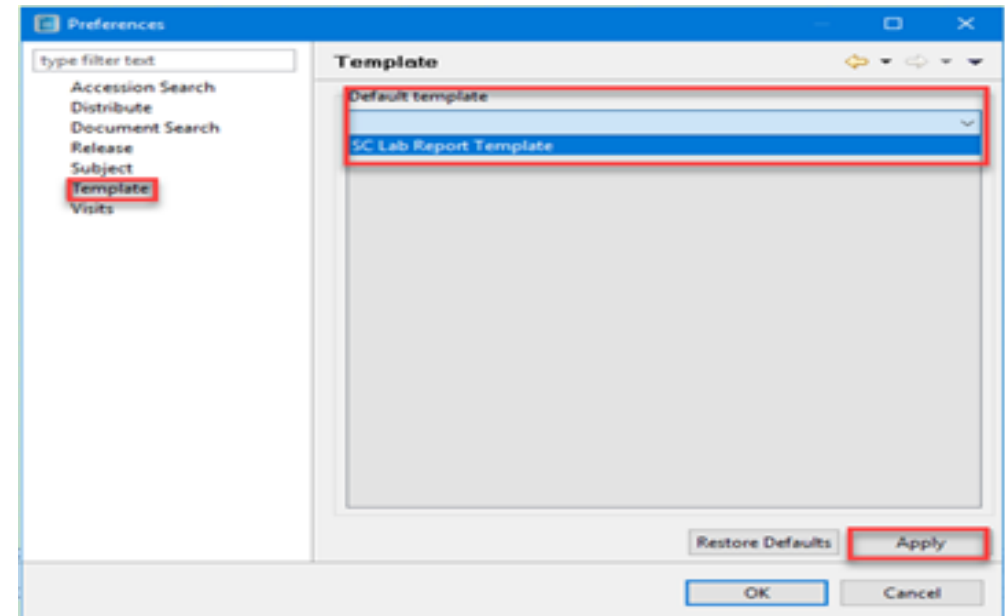 Preferences
type filter text
Accession Search
Distribute
Document Search
Release
Subject
Template
Visits
Template
Default template
SC Lab Report Template
Restore Defaults
Apply
OK
Cancel